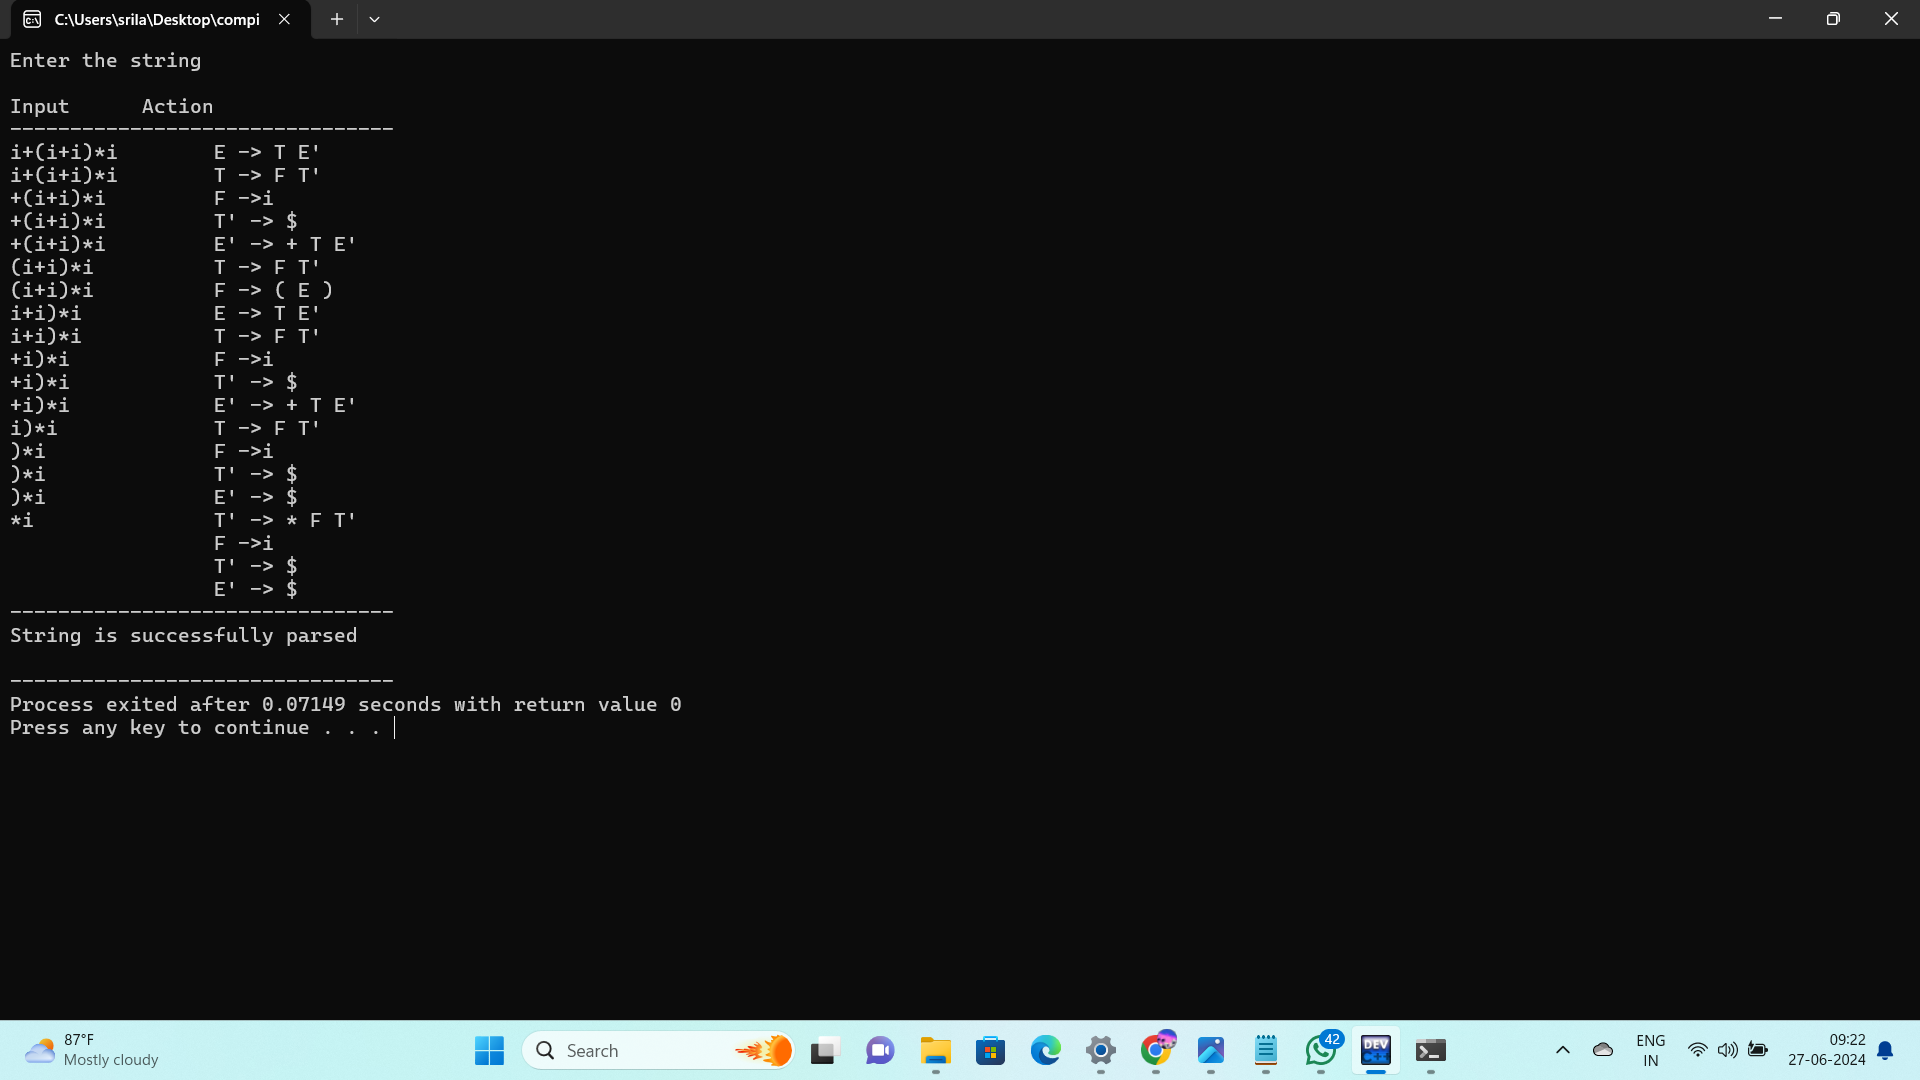 C:\Users\srila\Desktop\compi
Enter the string
Input      Action
--------------------------------
i+(i+i)*i        E -> T E'
i+(i+i)*i        T -> F T'
+(i+i)*i         F ->i
+(i+i)*i         T' -> $
+(i+i)*i         E' -> + T E'
(i+i)*i          T -> F T'
(i+i)*i          F -> ( E )
i+i)*i           E -> T E'
i+i)*i           T -> F T'
+i)*i            F ->i
+i)*i            T' -> $
+i)*i            E' -> + T E'
i)*i             T -> F T'
)*i              F ->i
)*i              T' -> $
)*i              E' -> $
*i               T' -> * F T'
                 F ->i
                 T' -> $
                 E' -> $
--------------------------------
String is successfully parsed
--------------------------------
Process exited after 0.07149 seconds with return value 0
Press any key to continue . . .
87°F
Mostly cloudy
Search
42
DEV
C++
ENG
IN
09:22
27-06-2024